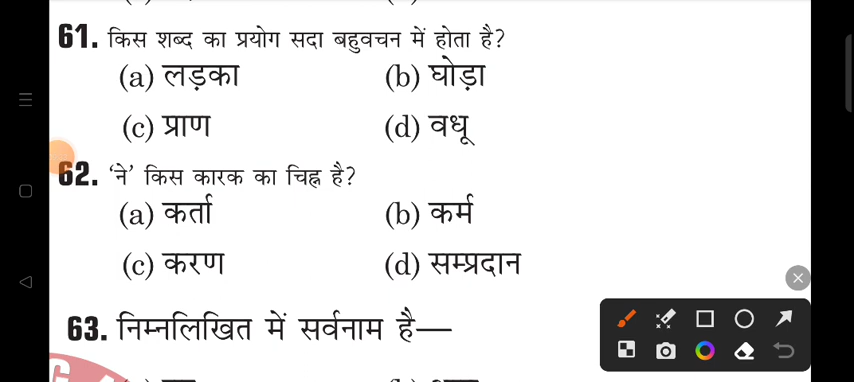 61. किस शब्द का प्रयोग सदा बहुवचन में होता है?
(a) लड़का (b) घोड़ा
(c) प्राण (d) वधू
62. ‘ने’ किस कारक का चिह्न है?
(a) कर्ता (b) कर्म
(c) करण (d) सम्प्रदान
63. निम्नलिखित में सर्वनाम है—